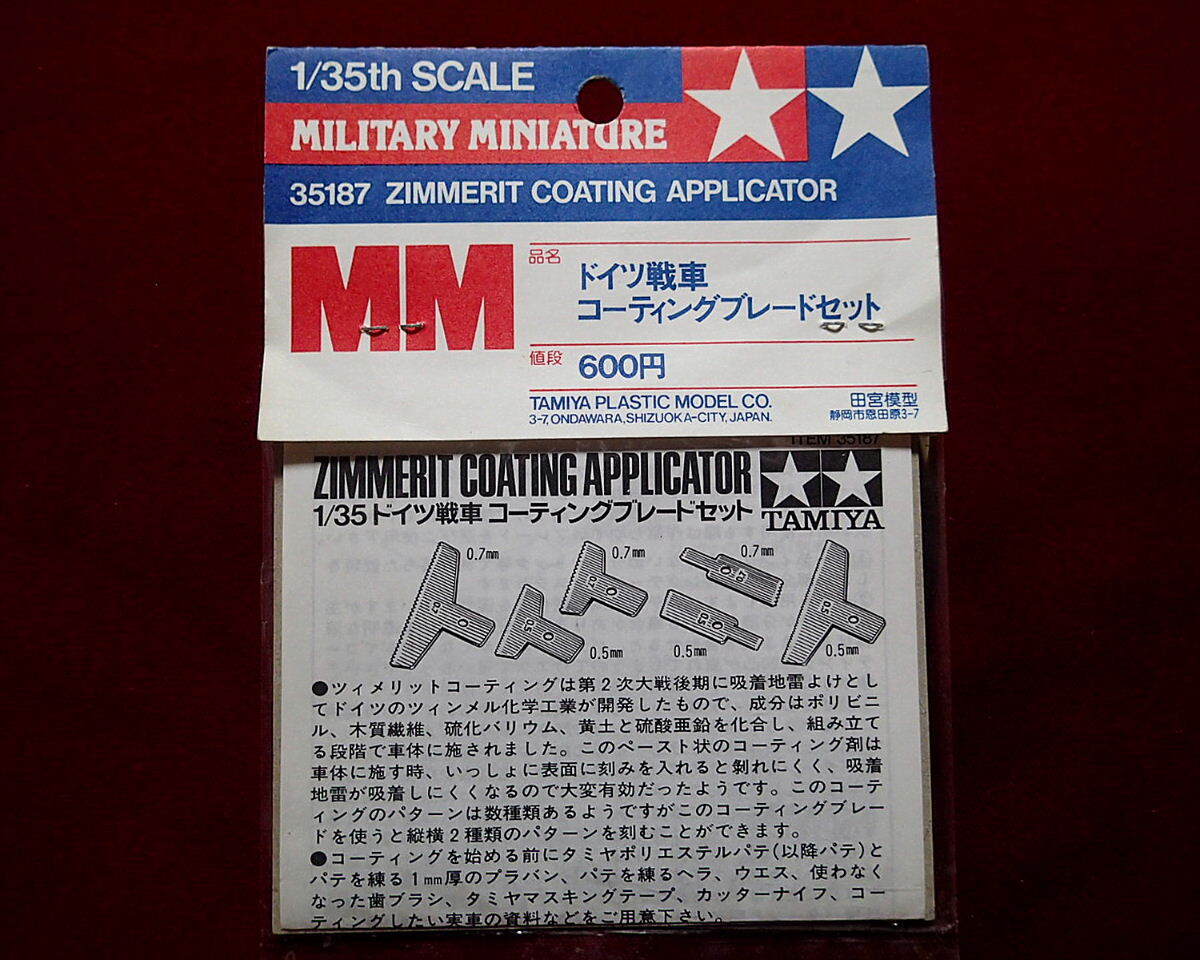 1/35th SCALE
MILITARY MINIATURE
35187 ZIMMERIT COATING APPLICATOR
MM
品名
ドイツ戦車
コーティングブレードセット
値段
600円
TAMIYA PLASTIC MODEL CO.
3-7, ONDAWARA, SHIZUOKA-CITY, JAPAN.
田宮模型
静岡市恩田原3-7
ITEM 35187
ZIMMERIT COATING APPLICATOR
1/35 ドイツ戦車 コーティングブレードセット
TAMIYA
0.7mm
0.7mm
0.7mm
0.5mm
0.5mm
0.5mm
●ツィメリットコーティングは第2次大戦後期に吸着地雷よけとし
てドイツのツィンメル化学工業が開発したもので、成分はポリビニ
ル、木質繊維、硫化バリウム、黄土と硫酸亜鉛を化合し、組み立て
る段階で車体に施されました。このペースト状のコーティング剤は
車体に施す時、いっしょに表面に刻みを入れると剝れにくく、吸着
地雷が吸着しにくくなるので大変有効だったようです。このコーテ
ィングのパターンは数種類あるようですがこのコーティングブレー
ドを使うと縦横2種類のパターンを刻むことができます。
●コーティングを始める前にタミヤポリエステルパテ(以降パテ)と
パテを練る1mm厚のプラバン、パテを練るヘラ、ウエス、使わなく
なった歯ブラシ、タミヤマスキングテープ、カッターナイフ、コー
ティングしたい実車の資料などをご用意下さい。